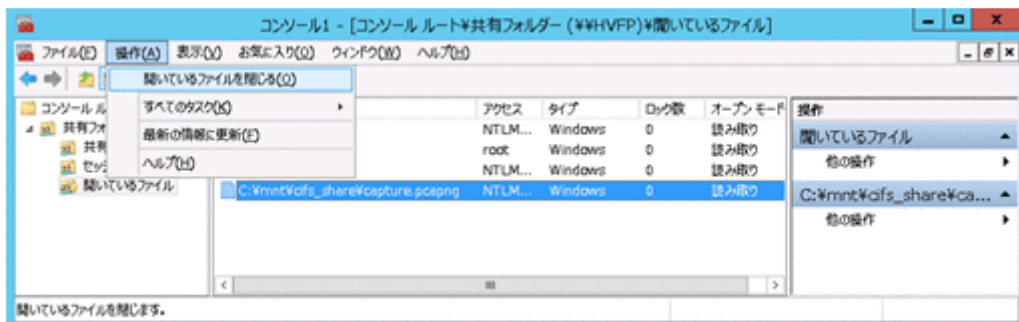 コンソール1 - [コンソール ルート¥共有フォルダー (¥¥HVFP)¥開いているファイル]
ファイル(F) 操作(A) 表示(V) お気に入り(O) ウィンドウ(W) ヘルプ(H)
開いているファイルを閉じる(O)
すべてのタスク(K)
最新の情報に更新(F)
ヘルプ(H)
コンソール ル
共有フォ
共有
セッシ
開いているファイル
アクセス タイプ ロック数 オープン モード
NTLM... Windows 0 読み取り
root Windows 0 読み取り
NTLM... Windows 0 読み取り
C:¥mnt¥cifs_share¥capture.pcapng NTLM... Windows 0 読み取り
操作
開いているファイル
他の操作
C:¥mnt¥cifs_share¥ca...
他の操作
開いているファイルを閉じます。